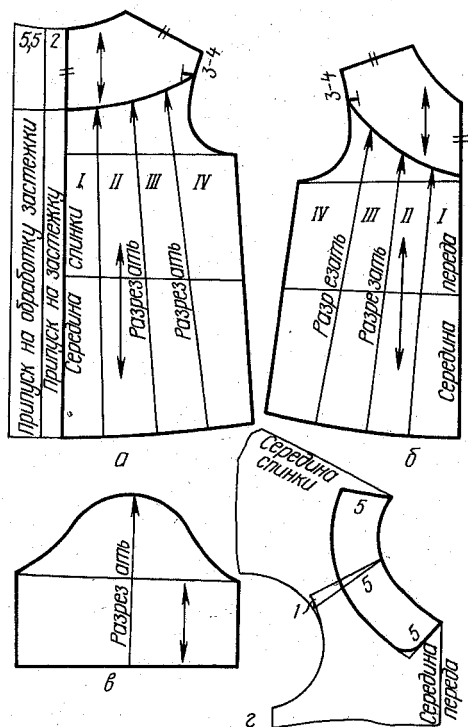 5,5
2
3-4
Припуск на обработку застежки
Припуск на застежку
Середина спинки
I
II
III
IV
Разрезать
Разрезать
а
3-4
IV
III
II
I
Разрезать
Разрезать
Середина переда
б
Разрезать
в
Середина
спинки
5
5
5
1
Середина
переда
г